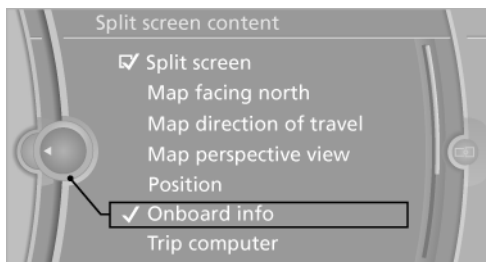 Split screen content
Split screen
Map facing north
Map direction of travel
Map perspective view
Position
Onboard info
Trip computer